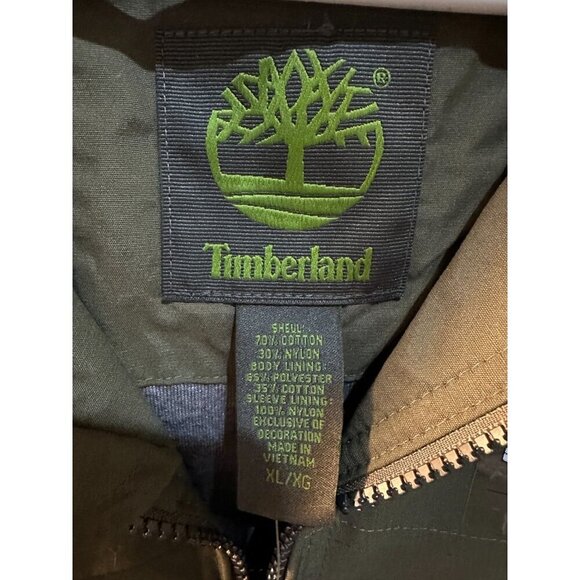 ®
Timberland
SHELL:
70% COTTON
30% NYLON
BODY LINING:
65% POLYESTER
35% COTTON
SLEEVE LINING:
100% NYLON
EXCLUSIVE OF
DECORATION
MADE IN
VIETNAM
XL/XG